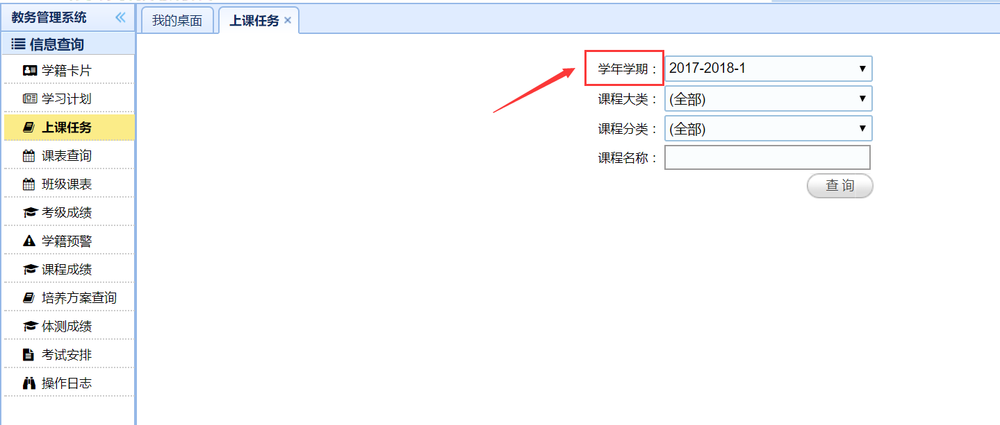 教务管理系统
我的桌面
上课任务
信息查询
学籍卡片
学习计划
上课任务
课表查询
班级课表
考级成绩
学籍预警
课程成绩
培养方案查询
体测成绩
考试安排
操作日志
学年学期： 2017-2018-1
课程大类： (全部)
课程分类： (全部)
课程名称：
查 询